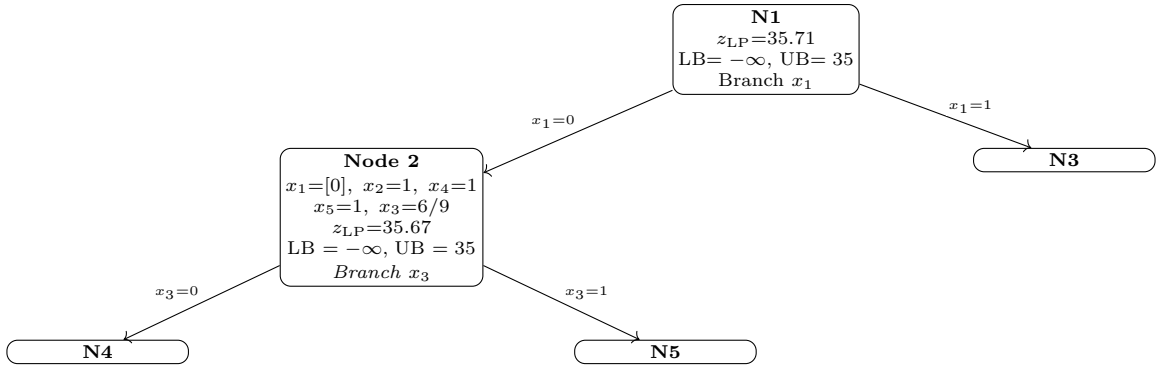 N1
z_LP=35.71
LB= −∞, UB= 35
Branch x_1
x_1=0
x_1=1
Node 2
x_1=[0], x_2=1, x_4=1
x_5=1, x_3=6/9
z_LP=35.67
LB = −∞, UB = 35
Branch x_3
N3
x_3=0
x_3=1
N4
N5